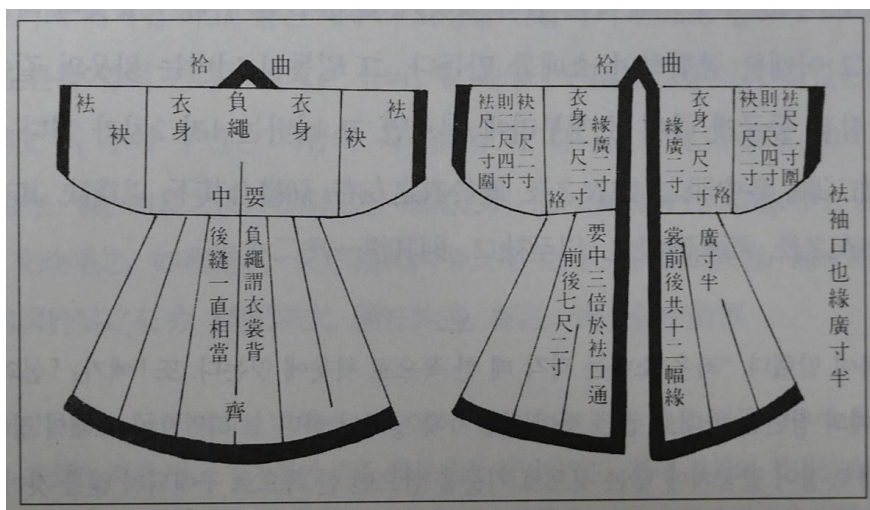 袪袖口也緣廣寸半
曲袷
袪尺二寸圍
則二尺四寸
袂二尺二寸
衣身二尺二寸
袼
緣廣二寸
廣寸半
裳前後共十二幅緣
緣廣二寸
衣身二尺二寸
袼
袂二尺二寸
則二尺四寸
袪尺二寸圍
要中三倍於袪口通
前後七尺二寸
曲袷
袪
袂
衣身
負繩
衣身
袂
袪
要中
負繩謂衣裳背
後縫一直相當
齊